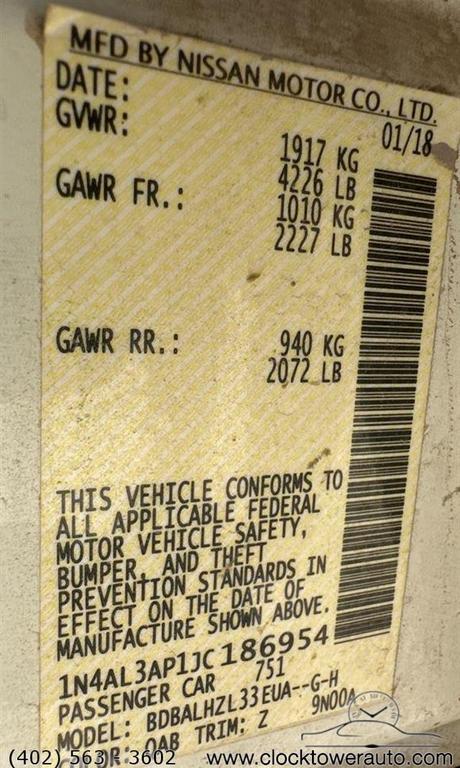 MFD BY NISSAN MOTOR CO., LTD.
DATE: 01/18
GVWR: 1917 KG
4226 LB
GAWR FR.: 1010 KG
2227 LB
GAWR RR.: 940 KG
2072 LB
THIS VEHICLE CONFORMS TO
ALL APPLICABLE FEDERAL
MOTOR VEHICLE SAFETY,
BUMPER, AND THEFT
PREVENTION STANDARDS IN
EFFECT ON THE DATE OF
MANUFACTURE SHOWN ABOVE.
1N4AL3AP1JC186954
PASSENGER CAR 751
MODEL: BDBALHZL33EUA--G-H
QAB TRIM: Z 9N00A
(402) 563 - 3602 www.clocktowerauto.com